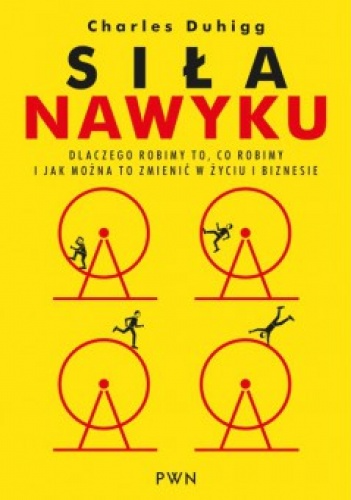 Charles Duhigg
SIŁA
NAWYKU
DLACZEGO ROBIMY TO, CO ROBIMY
I JAK MOŻNA TO ZMIENIĆ W ŻYCIU I BIZNESIE
PWN